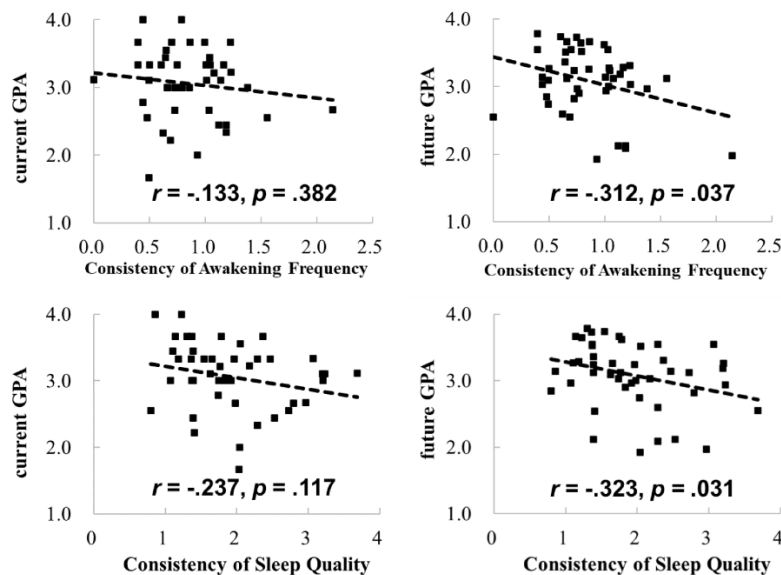 4.0
3.0
2.0
1.0
current GPA
r = -.133, p = .382
0.0 0.5 1.0 1.5 2.0 2.5
Consistency of Awakening Frequency
4.0
3.0
2.0
1.0
future GPA
r = -.312, p = .037
0.0 0.5 1.0 1.5 2.0 2.5
Consistency of Awakening Frequency
4.0
3.0
2.0
1.0
current GPA
r = -.237, p = .117
0 1 2 3 4
Consistency of Sleep Quality
4.0
3.0
2.0
1.0
future GPA
r = -.323, p = .031
0 1 2 3 4
Consistency of Sleep Quality